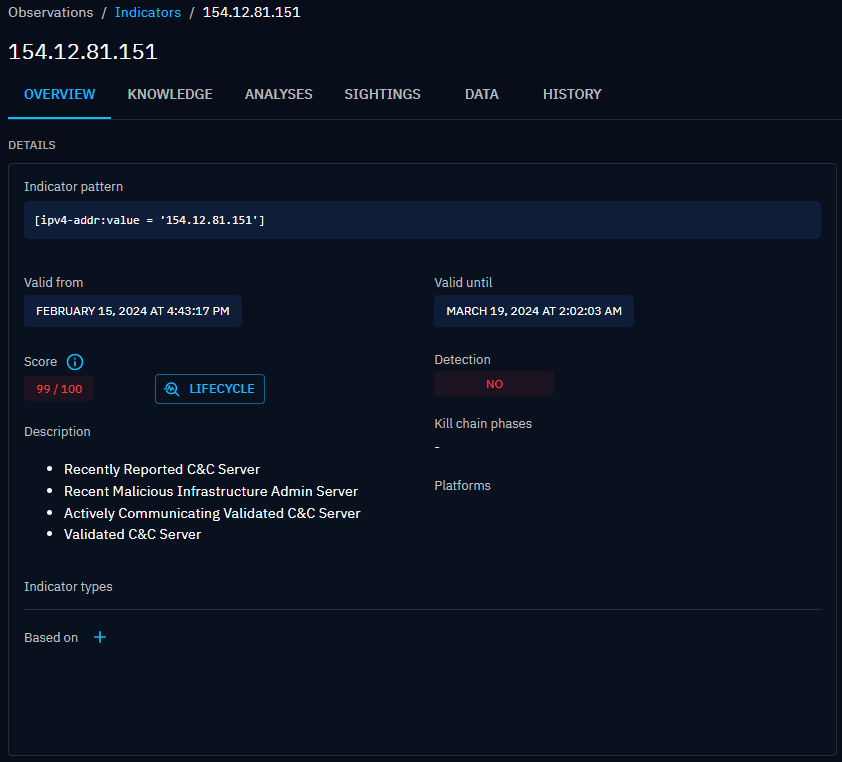 Observations / Indicators / 154.12.81.151
154.12.81.151
OVERVIEW KNOWLEDGE ANALYSES SIGHTINGS DATA HISTORY
DETAILS
Indicator pattern
[ipv4-addr:value = '154.12.81.151']
Valid from
FEBRUARY 15, 2024 AT 4:43:17 PM
Valid until
MARCH 19, 2024 AT 2:02:03 AM
Score
99 / 100
LIFECYCLE
Detection
NO
Description
• Recently Reported C&C Server
• Recent Malicious Infrastructure Admin Server
• Actively Communicating Validated C&C Server
• Validated C&C Server
Kill chain phases
-
Platforms
Indicator types
Based on +